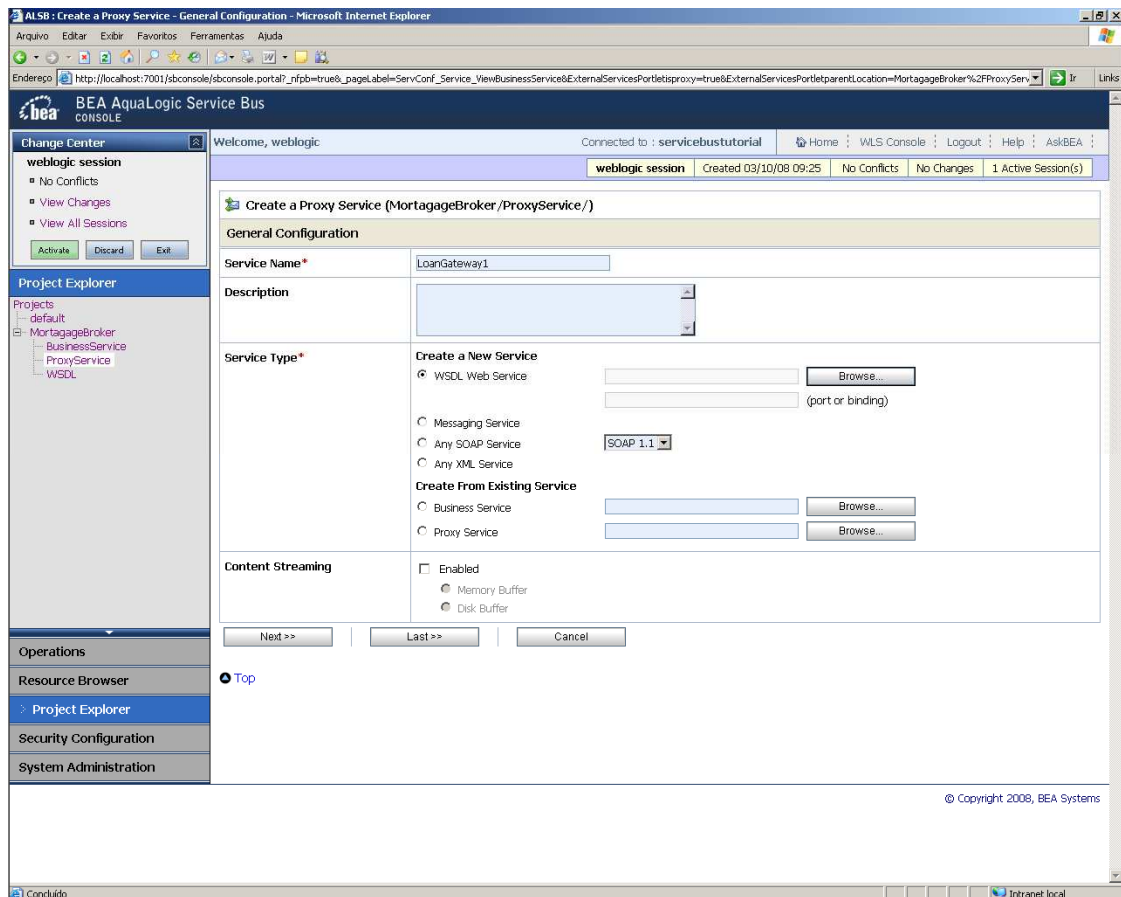 ALSB : Create a Proxy Service - General Configuration - Microsoft Internet Explorer
Arquivo Editar Exibir Favoritos Ferramentas Ajuda
Endereço http://localhost:7001/sbconsole/sbconsole.portal?_nfpb=true&_pageLabel=ServConf_Service_ViewBusinessService&ExternalServicesPortletisproxy=true&ExternalServicesPortletparentLocation=MortagageBroker%2FProxyServ Ir Links
bea BEA AquaLogic Service Bus
CONSOLE
Change Center
Welcome, weblogic Connected to : servicebustutorial Home WLS Console Logout Help AskBEA
weblogic session Created 03/10/08 09:25 No Conflicts No Changes 1 Active Session(s)
weblogic session
No Conflicts
View Changes
View All Sessions
Activate Discard Exit
Project Explorer
Projects
default
MortagageBroker
BusinessService
ProxyService
WSDL
Create a Proxy Service (MortagageBroker/ProxyService/)
General Configuration
Service Name* LoanGateway1
Description
Service Type* Create a New Service
WSDL Web Service Browse...
(port or binding)
Messaging Service
Any SOAP Service SOAP 1.1
Any XML Service
Create From Existing Service
Business Service Browse...
Proxy Service Browse...
Content Streaming Enabled
Memory Buffer
Disk Buffer
Next >> Last >> Cancel
Top
Operations
Resource Browser
Project Explorer
Security Configuration
System Administration
© Copyright 2008, BEA Systems
Concluído Intranet local